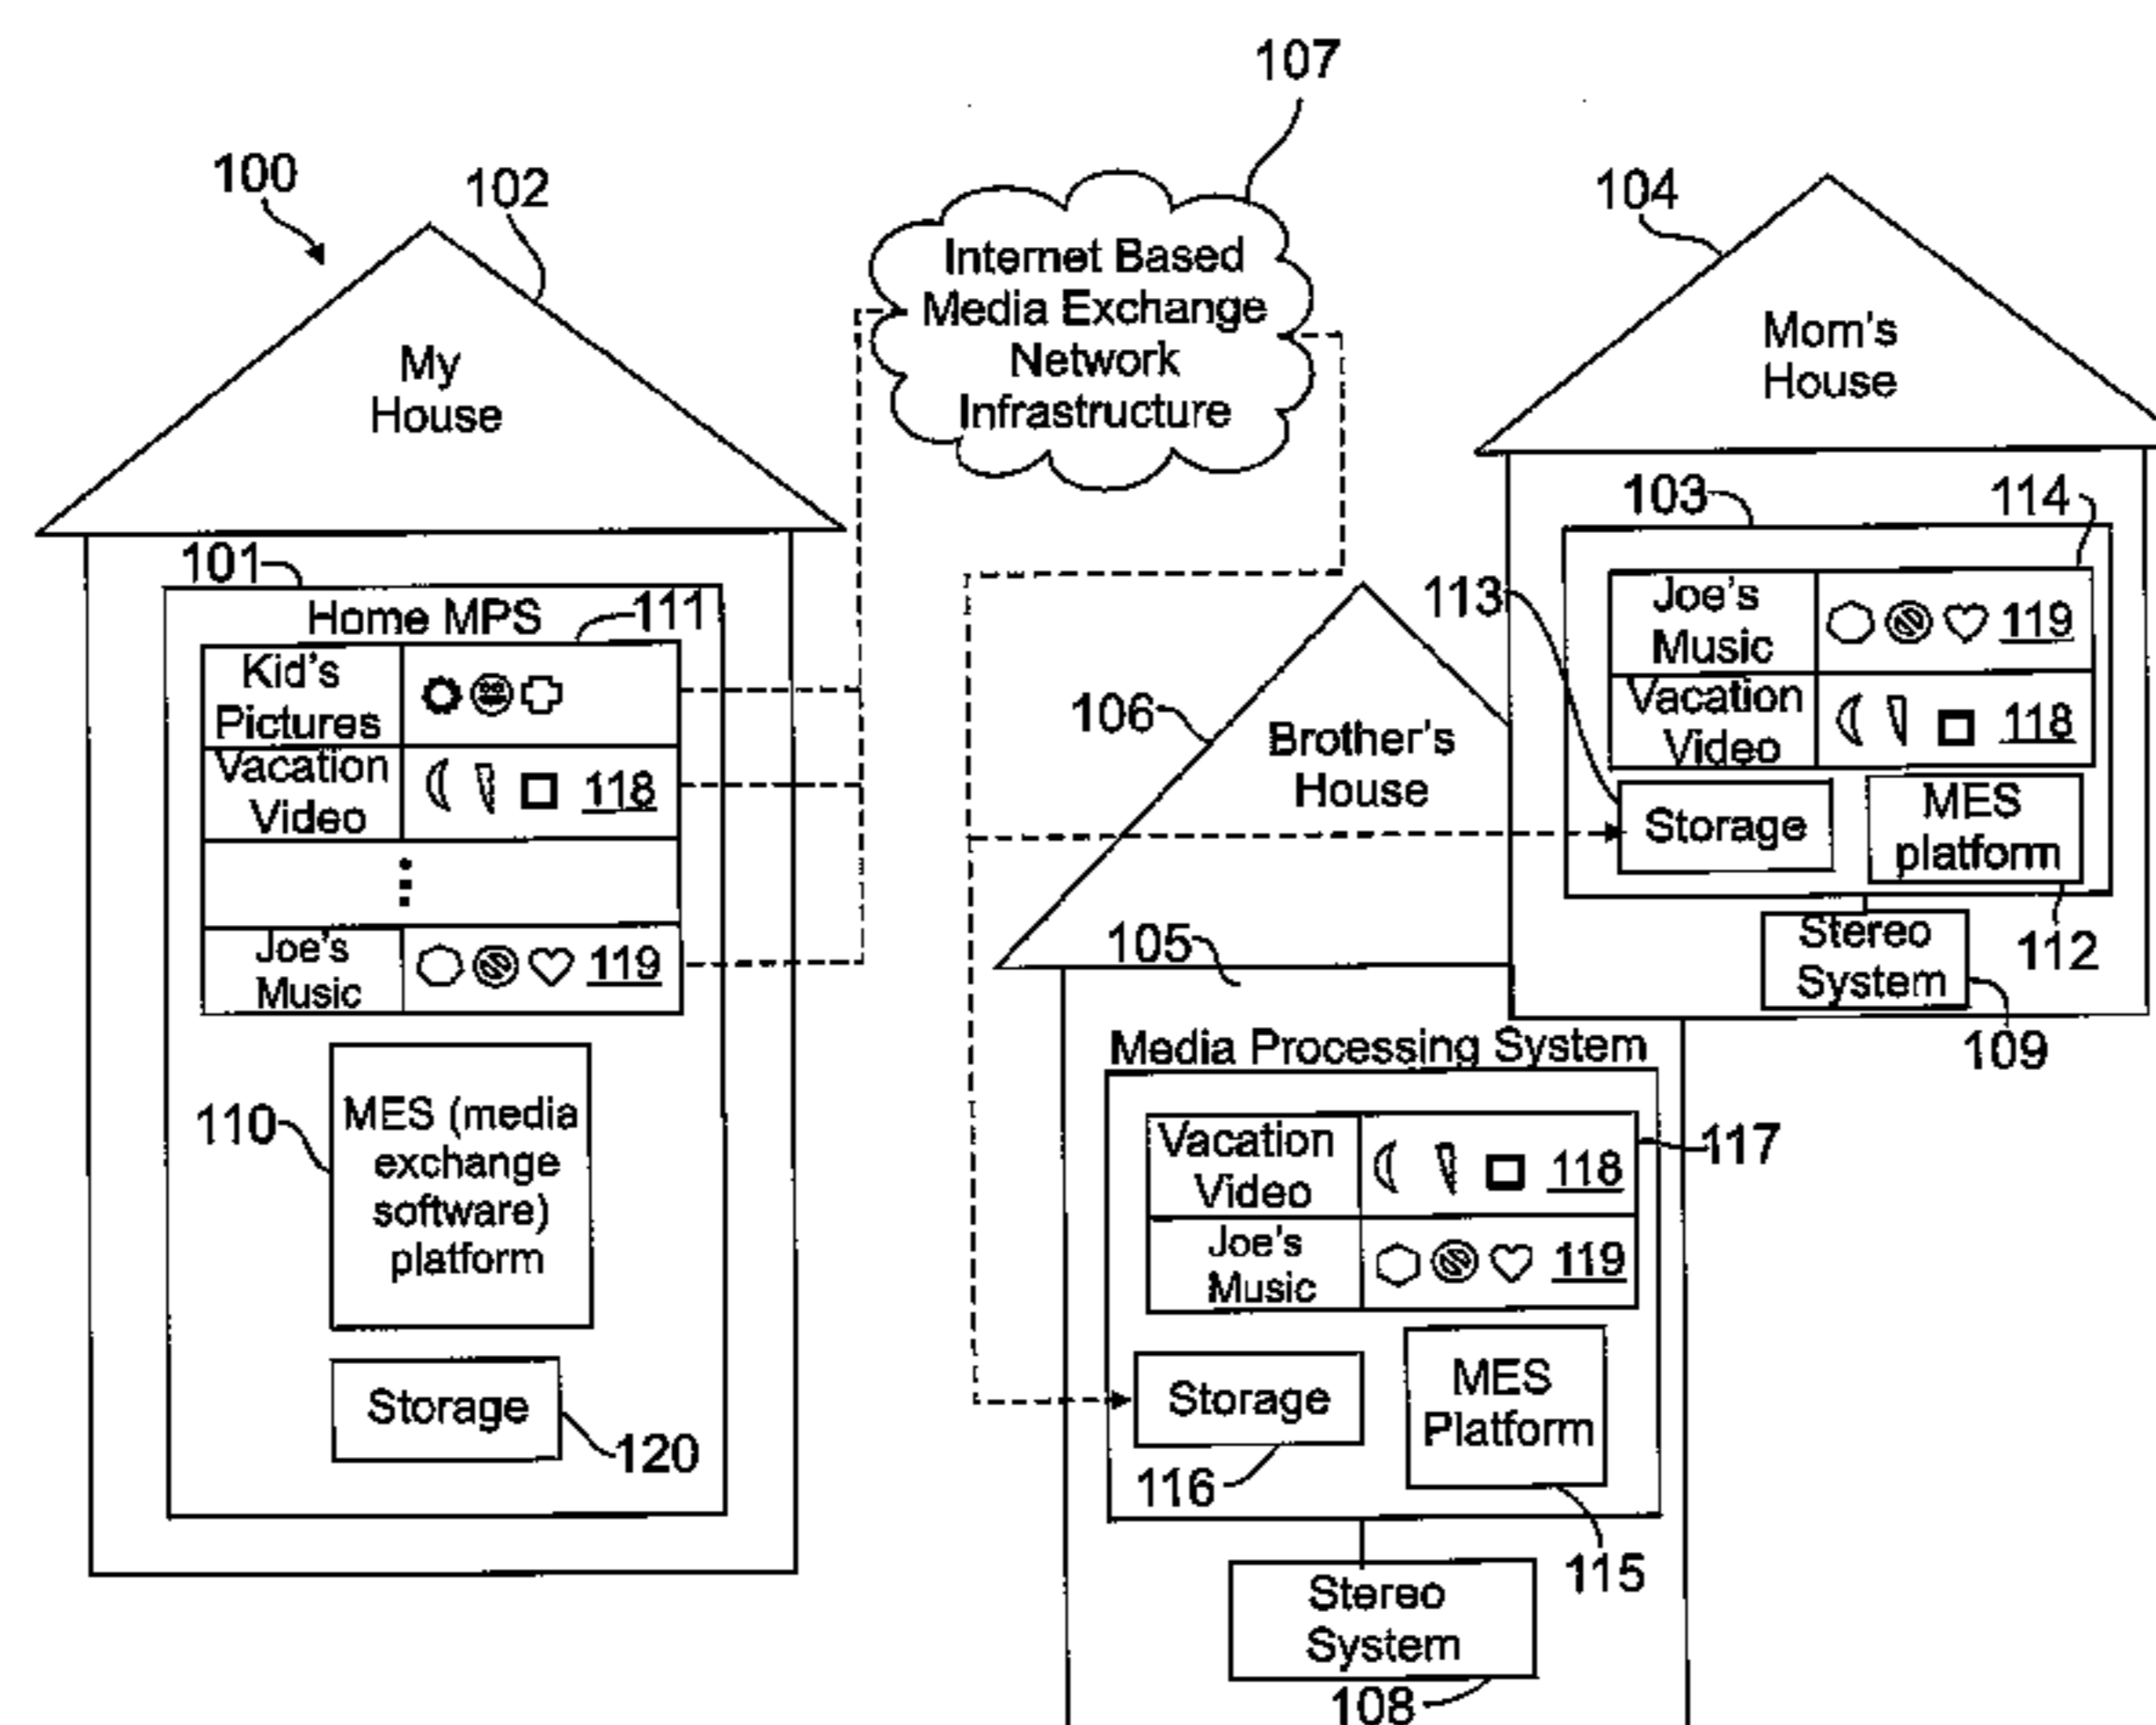 107
100
102
104
Internet Based
Media Exchange
Network
Infrastructure
My
House
Mom's
House
101
Home MPS
111
Kid's
Pictures
Vacation
Video
118
Joe's
Music
119
110
MES (media
exchange
software)
platform
Storage
120
103
114
113
Joe's
Music
119
Vacation
Video
118
Storage
MES
platform
112
Stereo
System
109
106
Brother's
House
105
Media Processing System
117
Vacation
Video
118
Joe's
Music
119
Storage
116
MES
Platform
115
Stereo
System
108